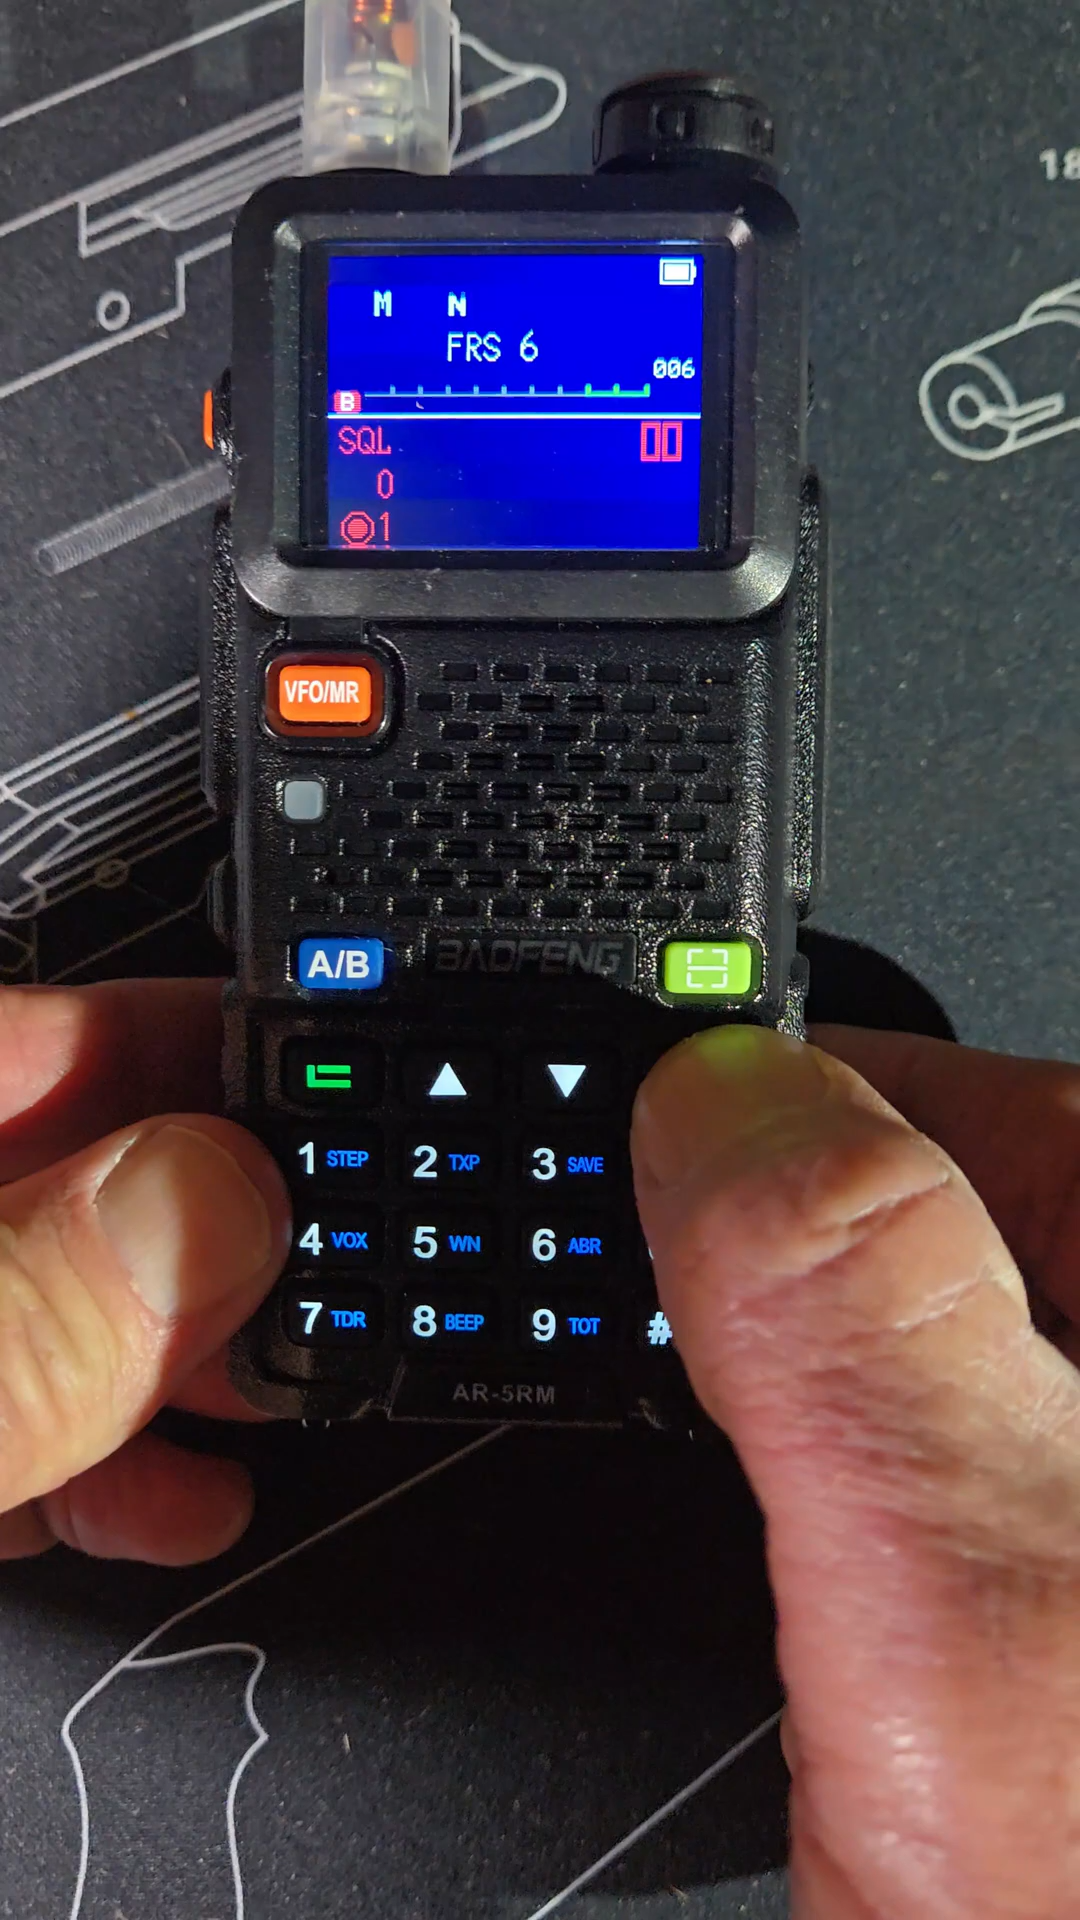 18
M N
FRS 6
006
B
SQL 00
0
1
VFO/MR
A/B BAOFENG
1 STEP 2 TXP 3 SAVE
4 VOX 5 WN 6 ABR
7 TDR 8 BEEP 9 TOT #
AR-5RM